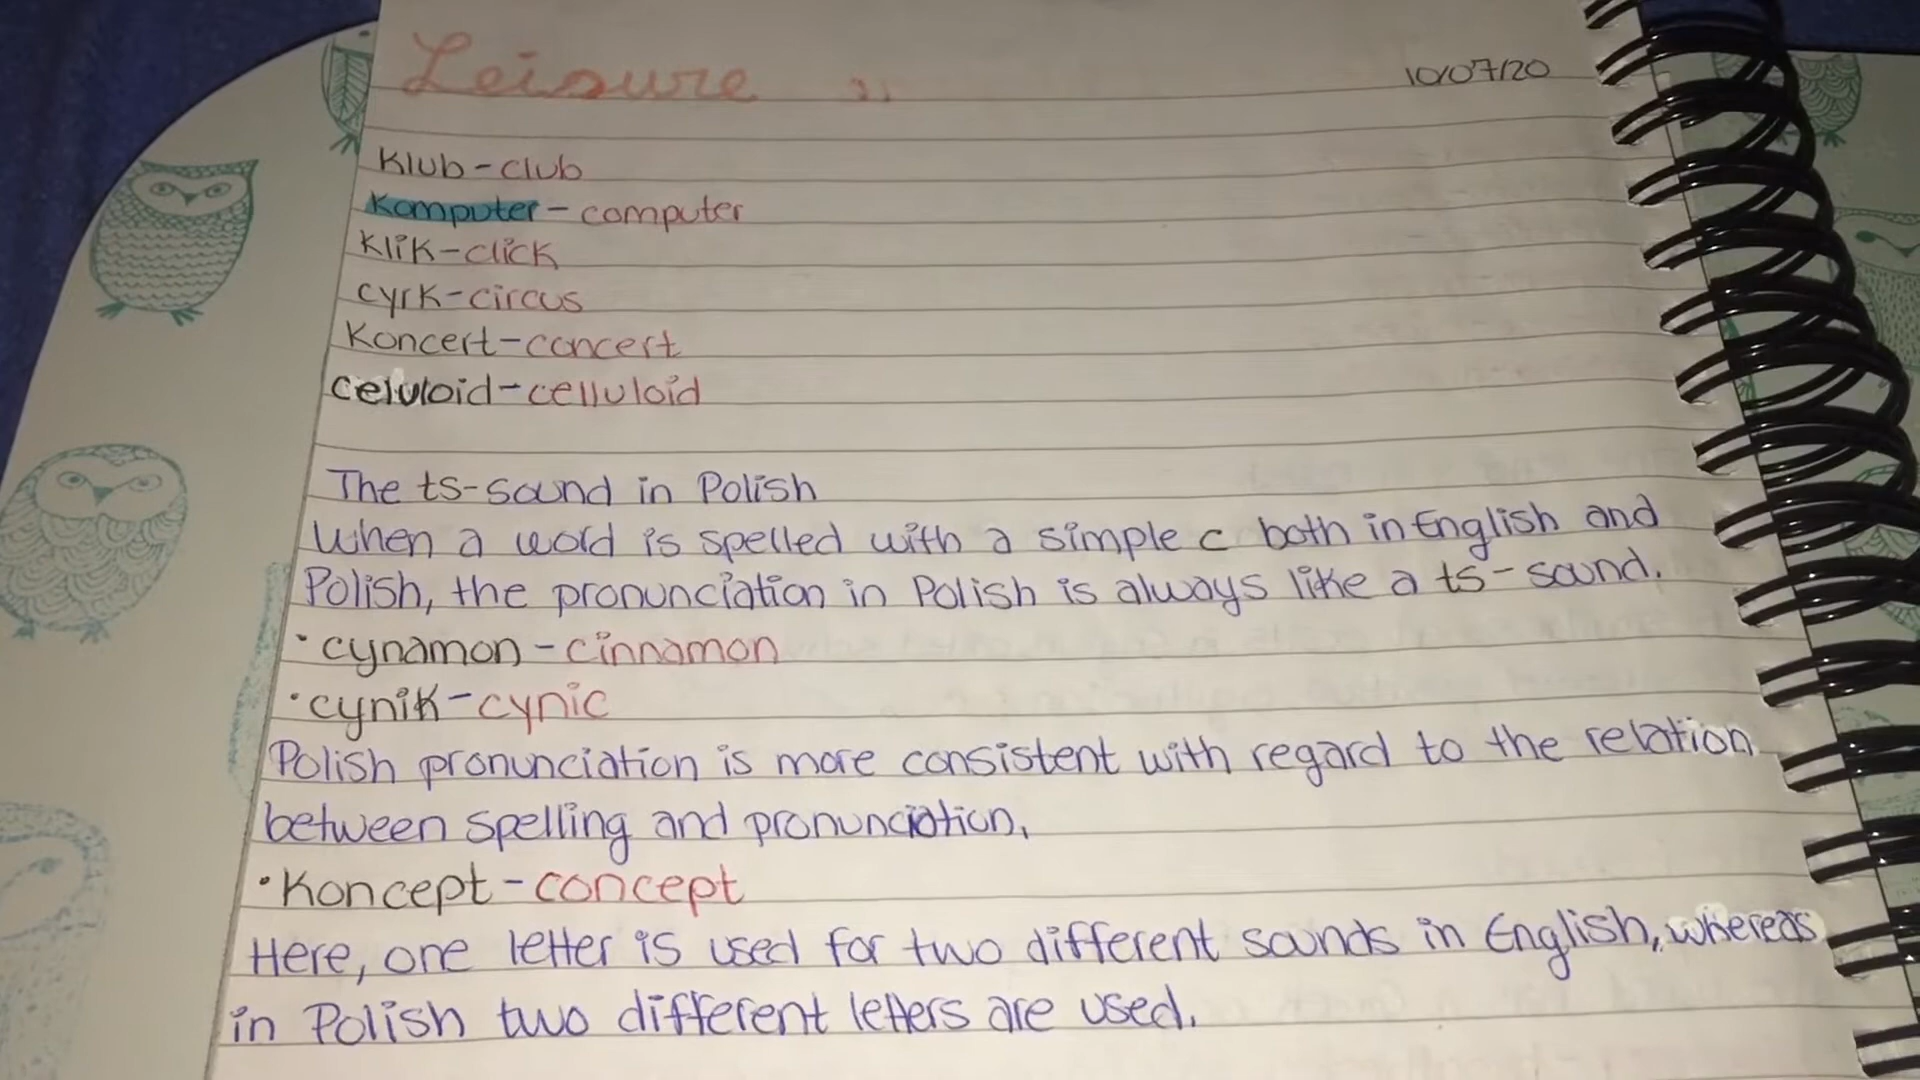 Leisure
10/07/20
Klub-club
Komputer-computer
Klik-click
cyrk-circus
Koncert-concert
celuloid-celluloid
The ts-sound in Polish
When a word is spelled with a simple c both in English and
Polish, the pronunciation in Polish is always like a ts-sound.
·cynamon-cinnamon
·cynik-cynic
Polish pronunciation is more consistent with regard to the relation
between spelling and pronunciation.
·Koncept-concept
Here, one letter is used for two different sounds in English, whereas
in Polish two different letters are used.